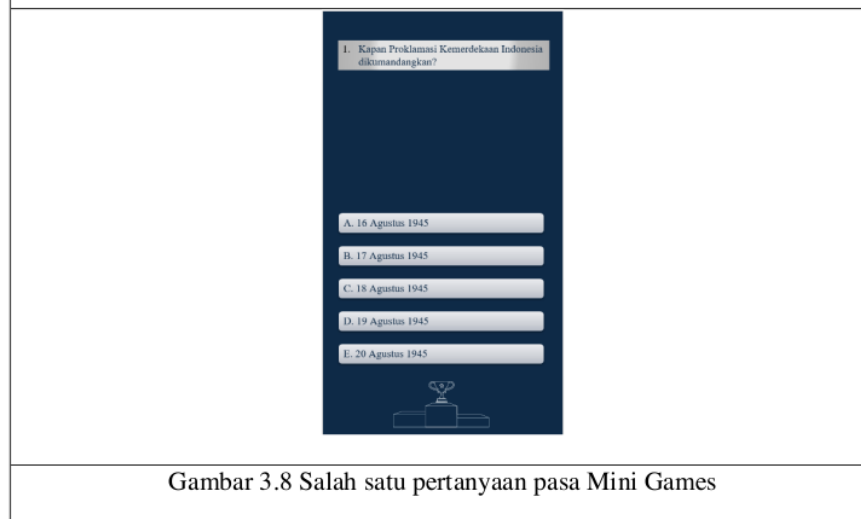 1. Kapan Proklamasi Kemerdekaan Indonesia
dikumandangkan?
A. 16 Agustus 1945
B. 17 Agustus 1945
C. 18 Agustus 1945
D. 19 Agustus 1945
E. 20 Agustus 1945
Gambar 3.8 Salah satu pertanyaan pasa Mini Games